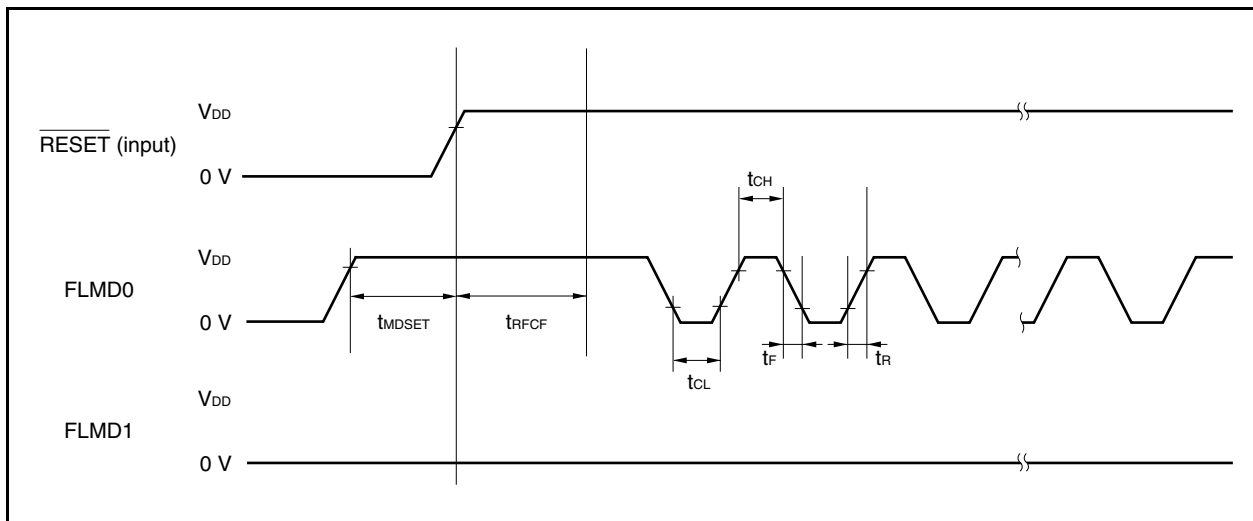 VDD
RESET (input)
0 V
tCH
VDD
FLMD0
tMDSET
tRFCF
0 V
tF
tR
tCL
VDD
FLMD1
0 V